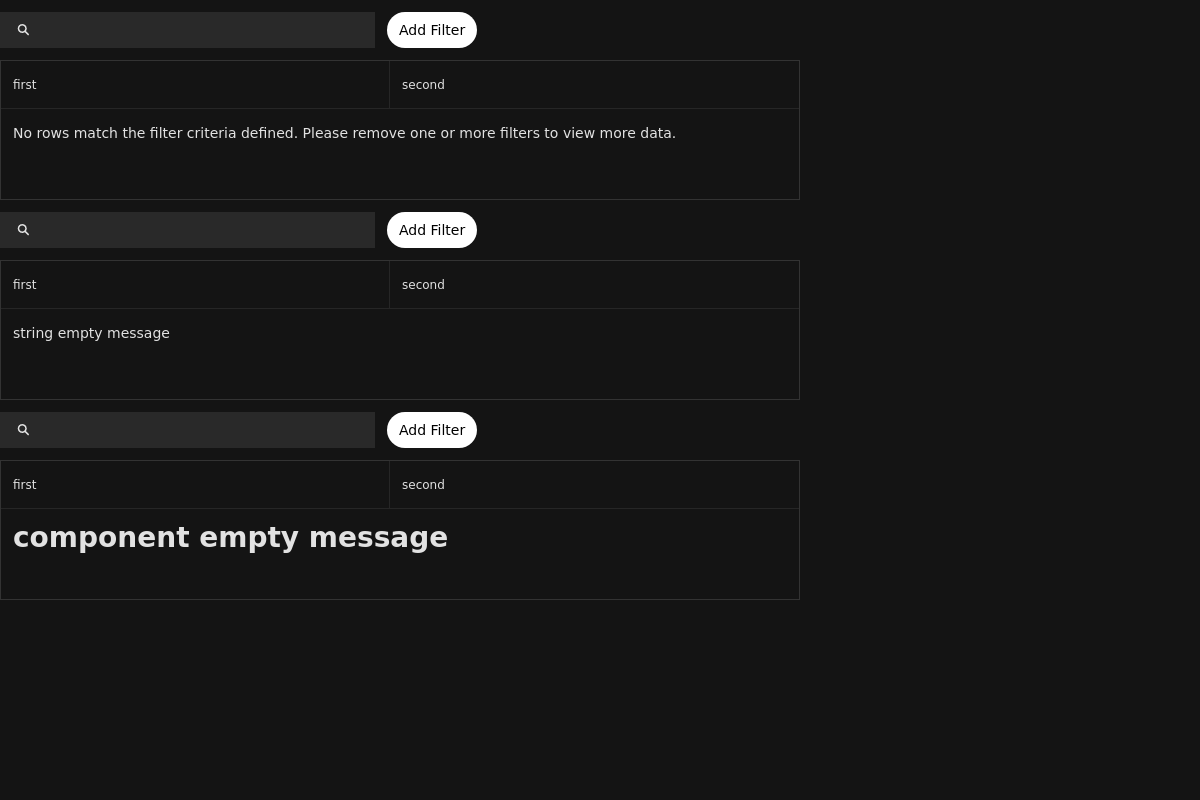 Add Filter
first second
No rows match the filter criteria defined. Please remove one or more filters to view more data.
Add Filter
first second
string empty message
Add Filter
first second
component empty message